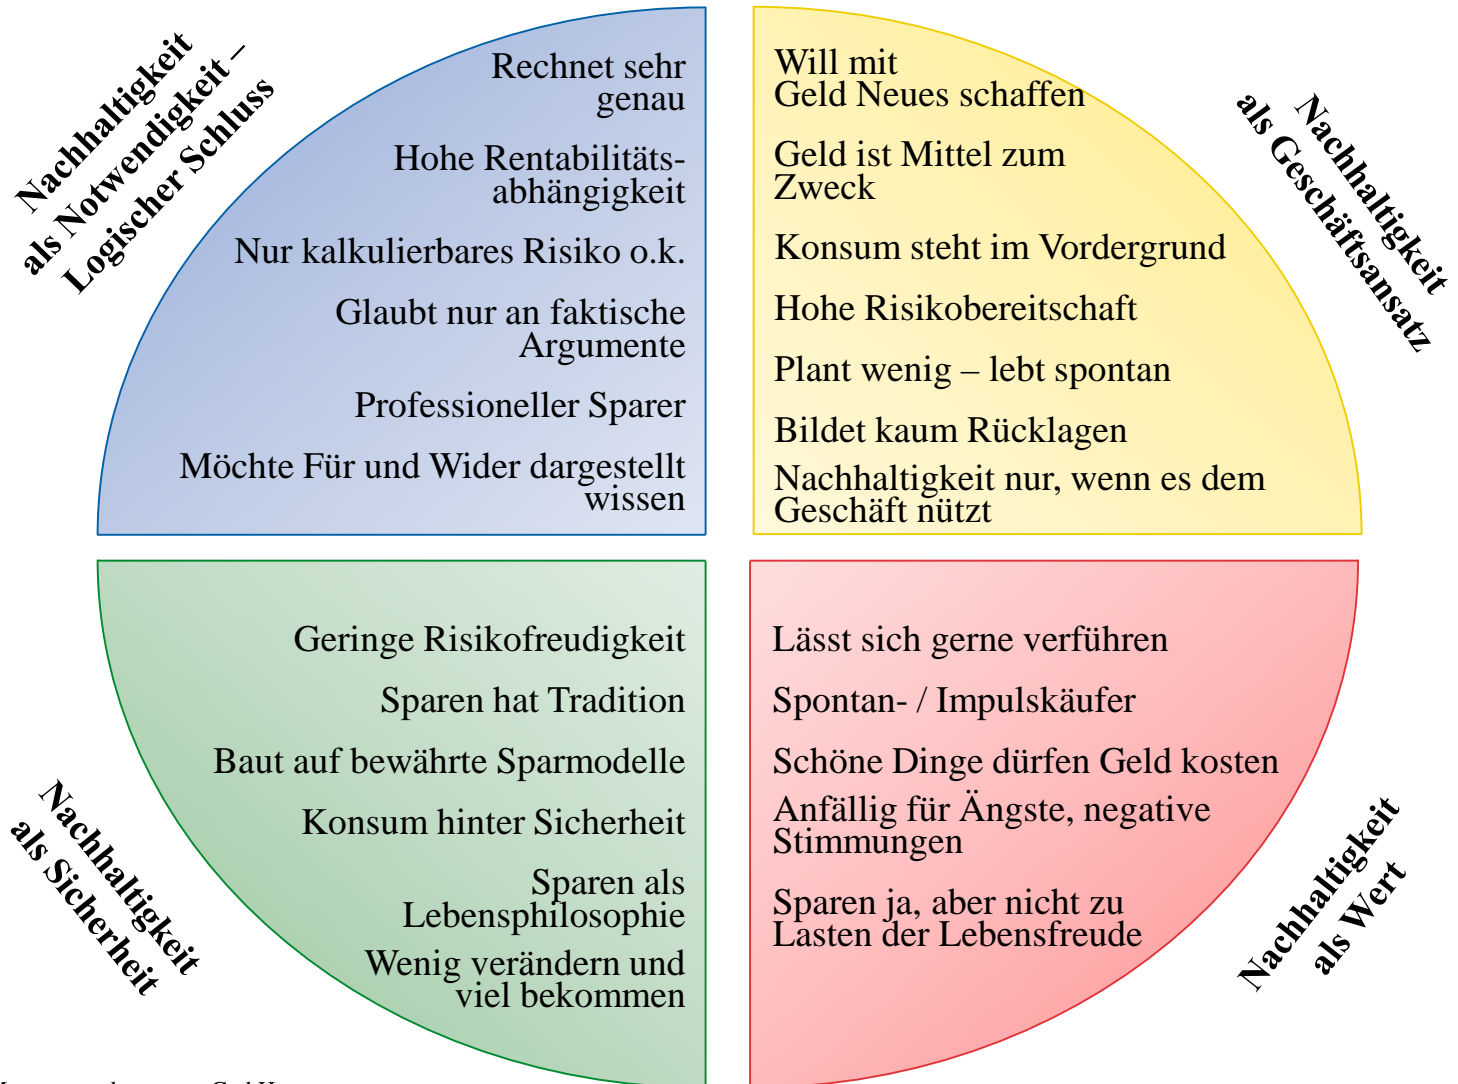 Nachhaltigkeit
als Notwendigkeit –
Logischer Schluss
Rechnet sehr
genau
Hohe Rentabilitäts-
abhängigkeit
Nur kalkulierbares Risiko o.k.
Glaubt nur an faktische
Argumente
Professioneller Sparer
Möchte Für und Wider dargestellt
wissen
Will mit
Geld Neues schaffen
Geld ist Mittel zum
Zweck
Konsum steht im Vordergrund
Hohe Risikobereitschaft
Plant wenig – lebt spontan
Bildet kaum Rücklagen
Nachhaltigkeit nur, wenn es dem
Geschäft nützt
Nachhaltigkeit
als Geschäftsansatz
Geringe Risikofreudigkeit
Sparen hat Tradition
Baut auf bewährte Sparmodelle
Konsum hinter Sicherheit
Sparen als
Lebensphilosophie
Wenig verändern und
viel bekommen
Nachhaltigkeit
als Sicherheit
Lässt sich gerne verführen
Spontan- / Impulskäufer
Schöne Dinge dürfen Geld kosten
Anfällig für Ängste, negative
Stimmungen
Sparen ja, aber nicht zu
Lasten der Lebensfreude
Nachhaltigkeit
als Wert